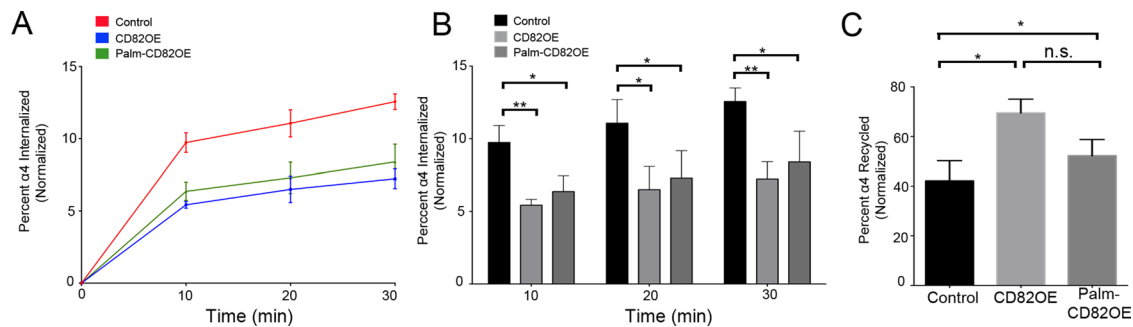 A
Control
CD82OE
Palm-CD82OE
15
10
5
0
Percent α4 Internalized
(Normalized)
0
10
20
30
Time (min)
B
Control
CD82OE
Palm-CD82OE
15
10
5
0
Perccent α4 Internalized
(Normalized)
*
**
*
*
*
**
10
20
30
Time (min)
C
*
*
n.s.
80
60
40
20
0
Percent α4 Recycled
(Normalized)
Control
CD82OE
Palm-
CD82OE